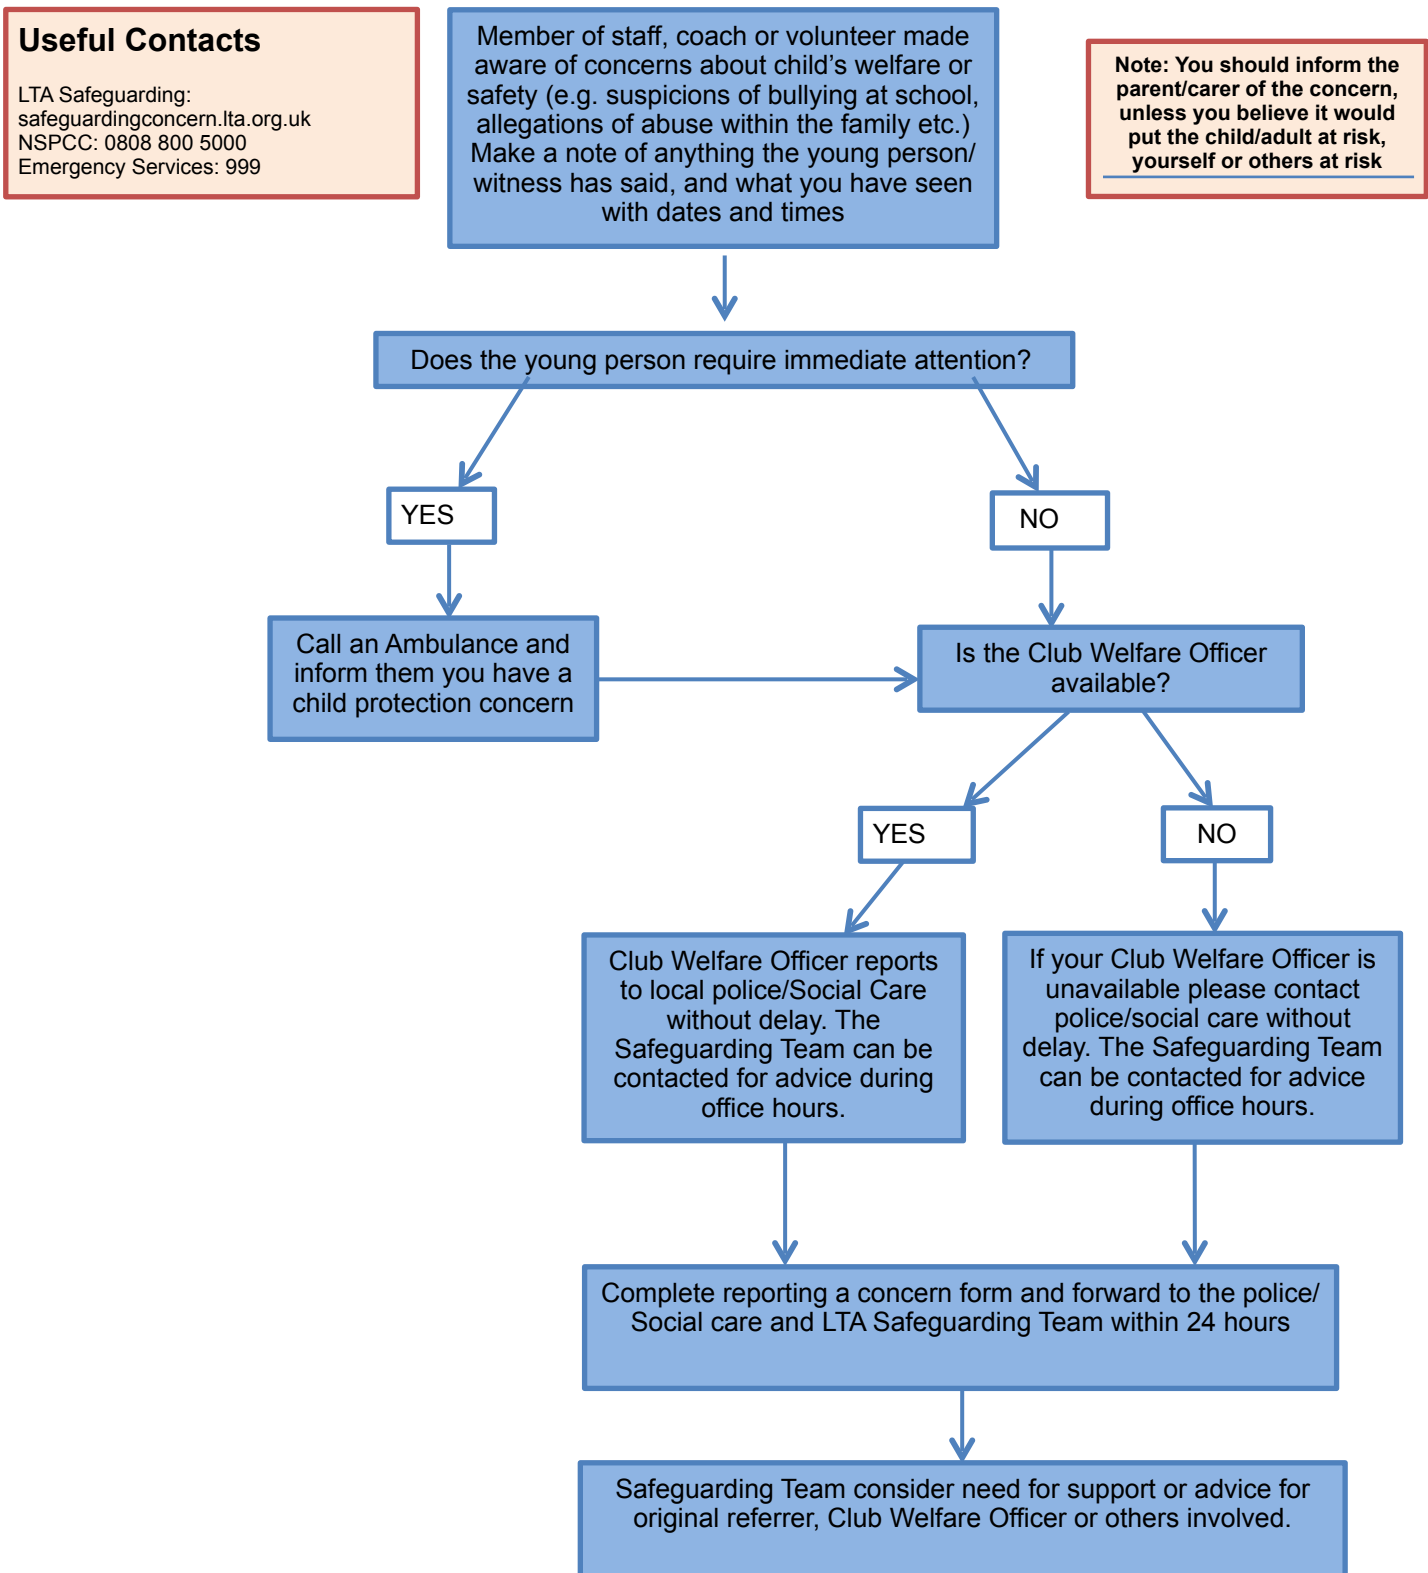 Useful Contacts
LTA Safeguarding:
safeguardingconcern.lta.org.uk
NSPCC: 0808 800 5000
Emergency Services: 999
Member of staff, coach or volunteer made
aware of concerns about child’s welfare or
safety (e.g. suspicions of bullying at school,
allegations of abuse within the family etc.)
Make a note of anything the young person/
witness has said, and what you have seen
with dates and times
Note: You should inform the
parent/carer of the concern,
unless you believe it would
put the child/adult at risk,
yourself or others at risk
Does the young person require immediate attention?
YES
NO
Call an Ambulance and
inform them you have a
child protection concern
Is the Club Welfare Officer
available?
YES
NO
Club Welfare Officer reports
to local police/Social Care
without delay. The
Safeguarding Team can be
contacted for advice during
office hours.
If your Club Welfare Officer is
unavailable please contact
police/social care without
delay. The Safeguarding Team
can be contacted for advice
during office hours.
Complete reporting a concern form and forward to the police/
Social care and LTA Safeguarding Team within 24 hours
Safeguarding Team consider need for support or advice for
original referrer, Club Welfare Officer or others involved.